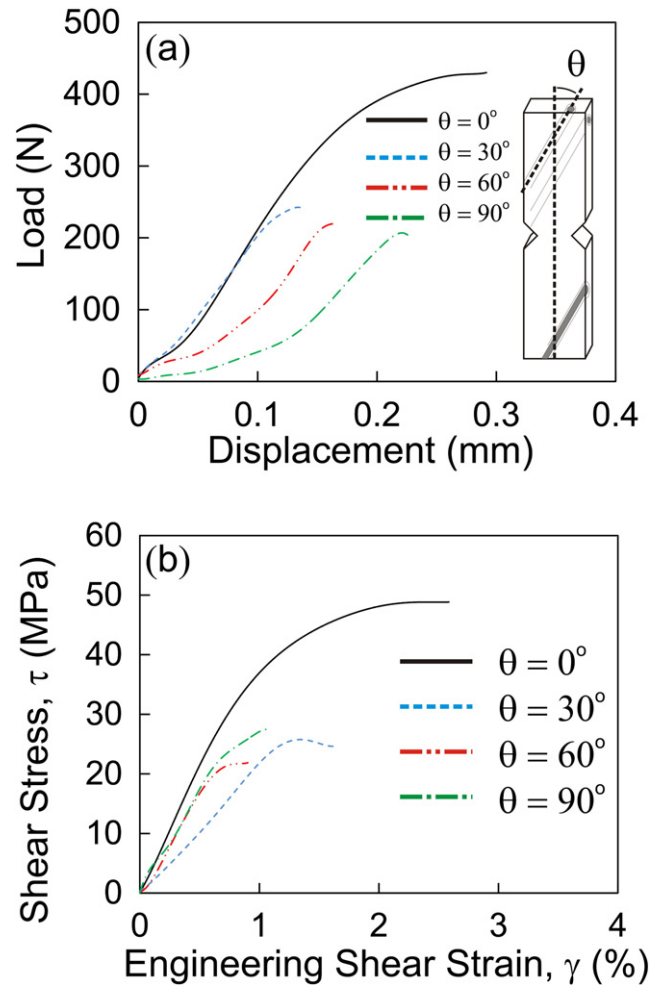 (a)
500
400
300
200
100
0
Load (N)
θ = 0°
θ = 30°
θ = 60°
θ = 90°
θ
0 0.1 0.2 0.3 0.4
Displacement (mm)
(b)
60
50
40
30
20
10
0
Shear Stress, τ (MPa)
θ = 0°
θ = 30°
θ = 60°
θ = 90°
0 1 2 3 4
Engineering Shear Strain, γ (%)